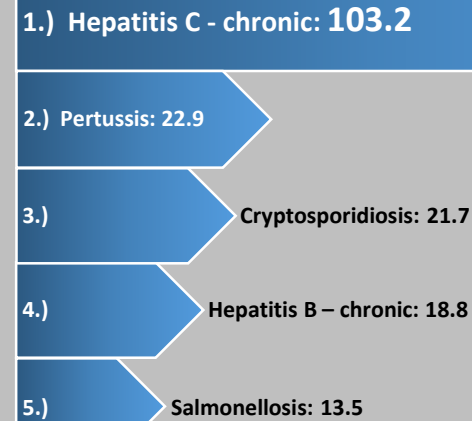 1.) Hepatitis C - chronic: 103.2
2.) Pertussis: 22.9
3.) Cryptosporidiosis: 21.7
4.) Hepatitis B – chronic: 18.8
5.) Salmonellosis: 13.5